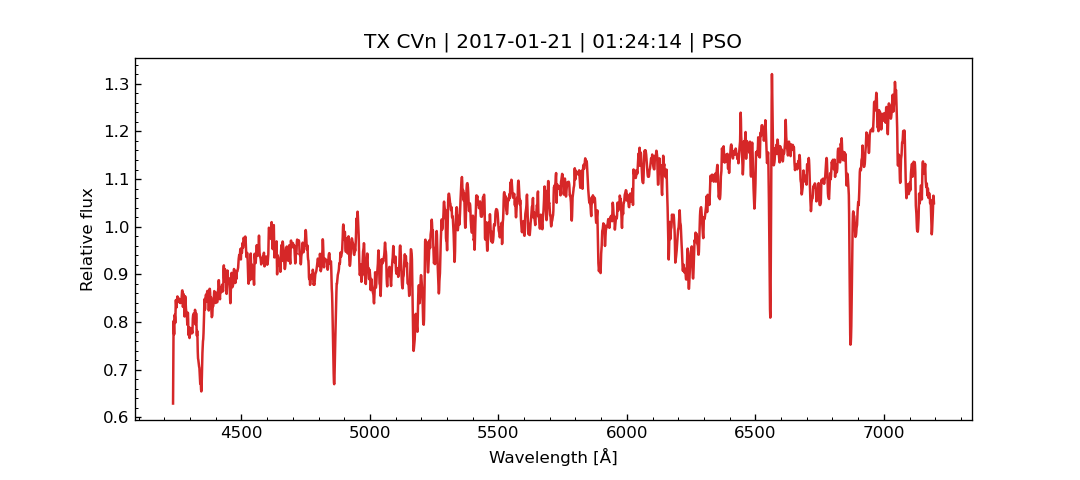 TX CVn | 2017-01-21 | 01:24:14 | PSO
1.3
1.2
1.1
1.0
0.9
0.8
0.7
0.6
Relative flux
4500 5000 5500 6000 6500 7000
Wavelength [Å]